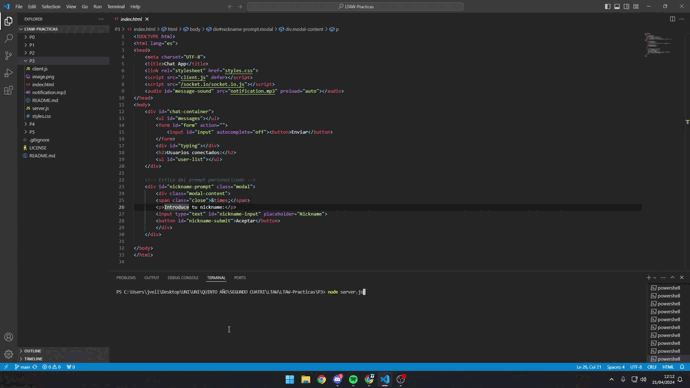 File Edit Selection View Go Run Terminal Help
LTAW-Practicas
EXPLORER
index.html
LTAW-PRACTICAS
P3 > index.html > html > body > div#nickname-prompt.modal > div.modal-content > p
P0
P1
P2
P3
client.js
image.png
index.html
notification.mp3
README.md
server.js
styles.css
P4
P5
.gitignore
LICENSE
README.md
1 <!DOCTYPE html>
2 <html lang="es">
3 <head>
4 <meta charset="UTF-8">
5 <title>Chat App</title>
6 <link rel="stylesheet" href="styles.css">
7 <script src="client.js" defer></script>
8 <script src="/socket.io/socket.io.js"></script>
9 <audio id="message-sound" src="notification.mp3" preload="auto"></audio>
10 </head>
11 <body>
12 <div id="chat-container">
13 <ul id="messages"></ul>
14 <form id="form" action="">
15 <input id="input" autocomplete="off"><button>Enviar</button>
16 </form>
17 <div id="typing"></div>
18 <h2>Usuarios conectados:</h2>
19 <ul id="user-list"></ul>
20 </div>
21
22 <!-- Estilo del prompt personalizado -->
23 <div id="nickname-prompt" class="modal">
24 <div class="modal-content">
25 <span class="close">&times;</span>
26 <p>Introduce tu nickname:</p>
27 <input type="text" id="nickname-input" placeholder="Nickname">
28 <button id="nickname-submit">Aceptar</button>
29 </div>
30 </div>
31
32 </body>
33 </html>
34
PROBLEMS OUTPUT DEBUG CONSOLE TERMINAL PORTS
PS C:\Users\jvell\Desktop\URJC\URJC\QUINTO AÑO\SEGUNDO CUATRI\LTAW\LTAW-Practicas\P3> node server.js
powershell
powershell
powershell
powershell
powershell
powershell
powershell
powershell
powershell
powershell
OUTLINE
TIMELINE
main
0 0
0
Ln 26, Col 21
Spaces: 4
UTF-8
CRLF
HTML
12:12
21/04/2024